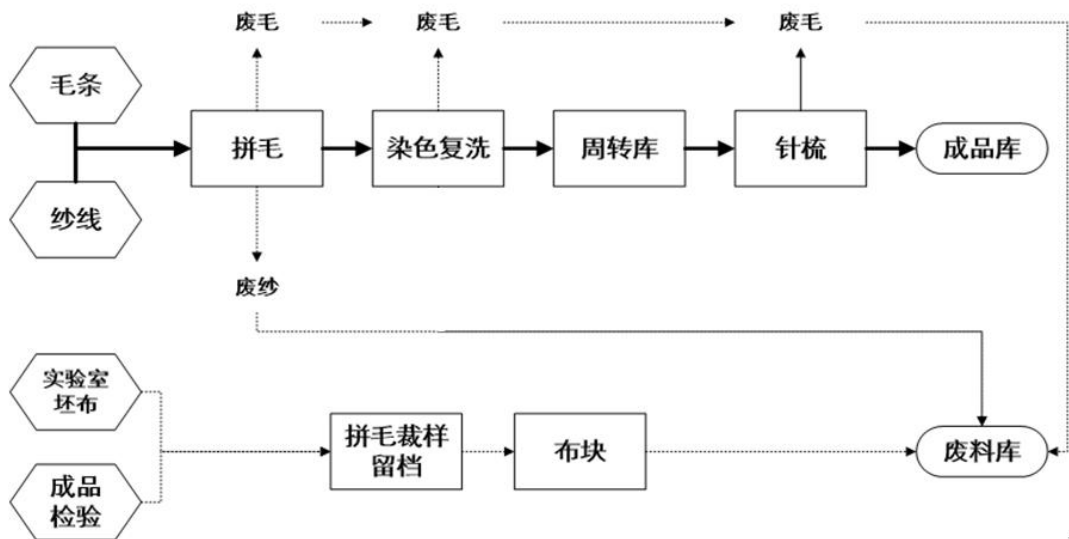 废毛
废毛
废毛
毛条
拼毛
染色复洗
周转库
针梳
成品库
纱线
废纱
实验室
坯布
拼毛裁样
留档
布块
废料库
成品
检验